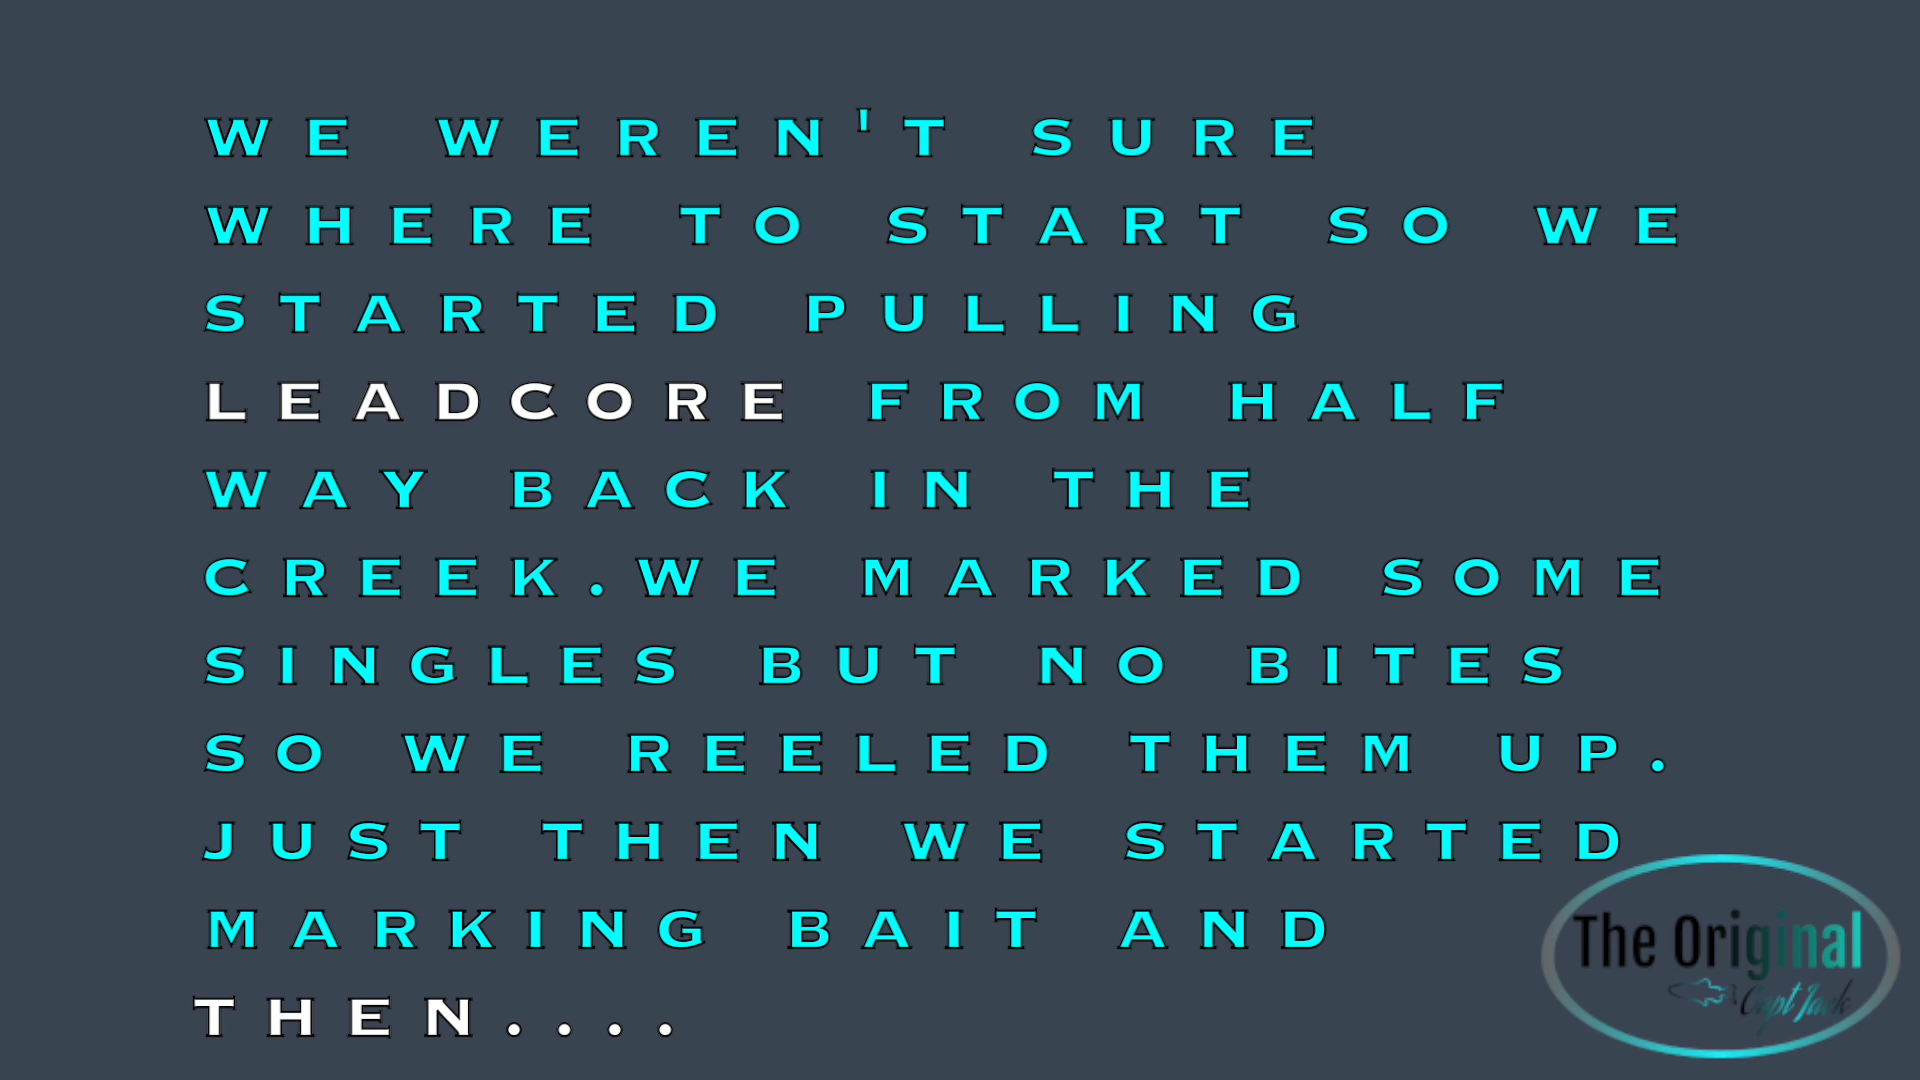 WE WEREN'T SURE
WHERE TO START SO WE
STARTED PULLING
LEADCORE FROM HALF
WAY BACK IN THE
CREEK.WE MARKED SOME
SINGLES BUT NO BITES
SO WE REELED THEM UP.
JUST THEN WE STARTED
MARKING BAIT AND
THEN....
The Original
Capt Jack